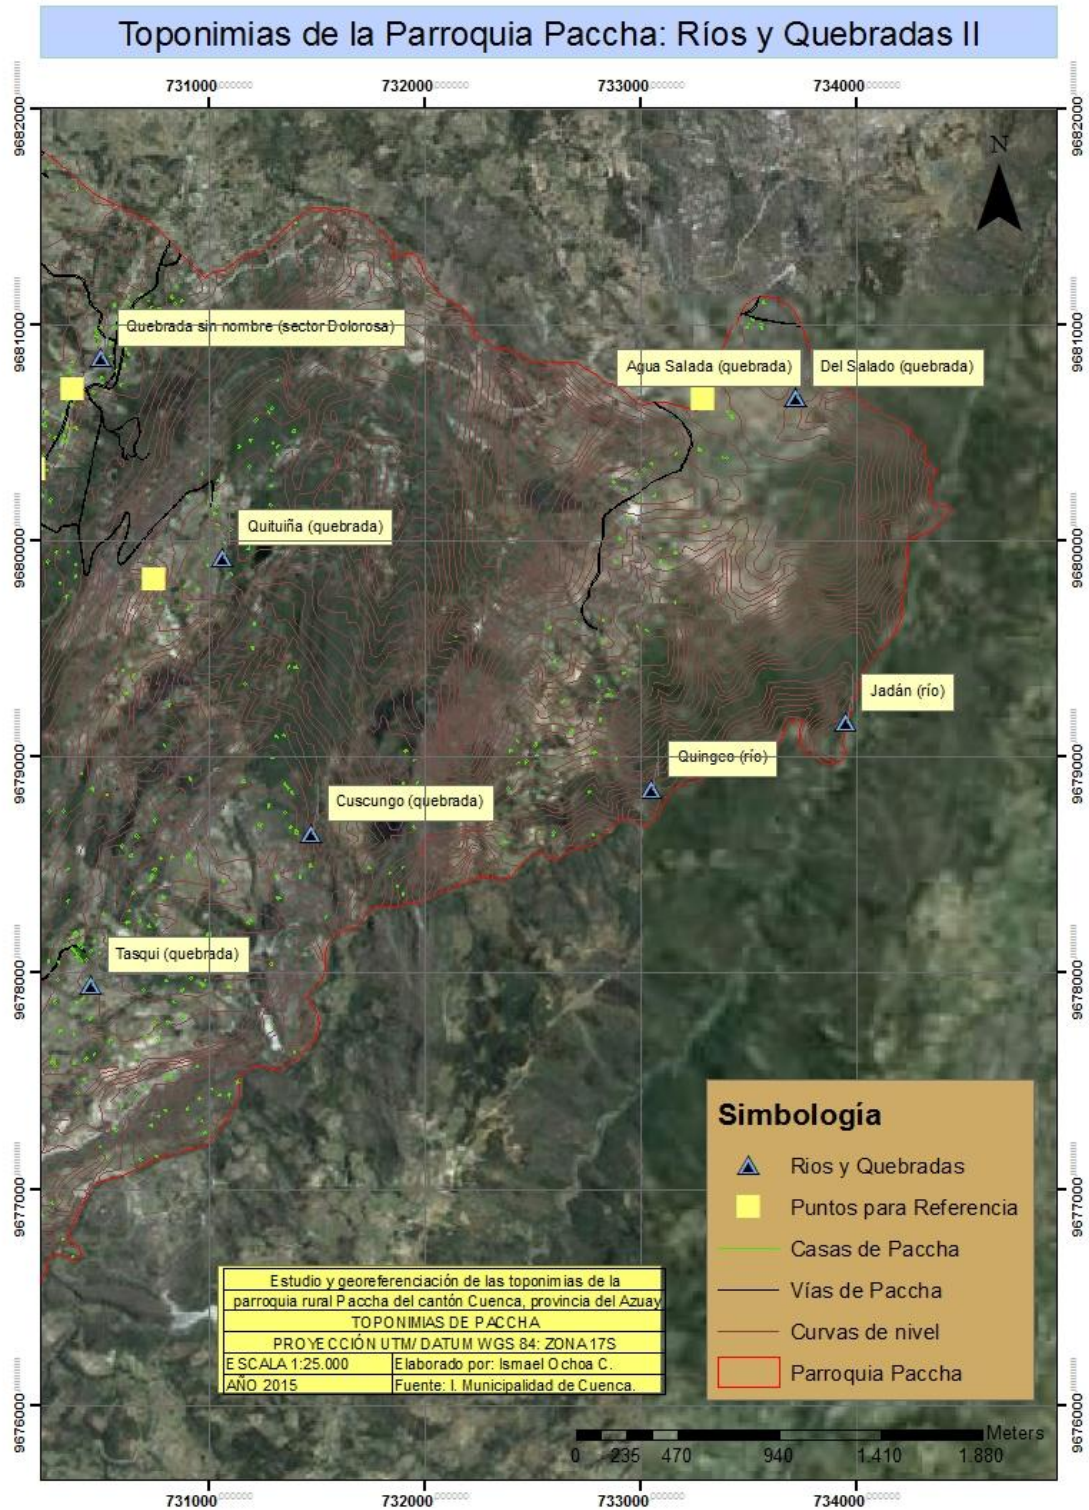 Toponimias de la Parroquia Paccha: Ríos y Quebradas II
731000 732000 733000 734000
9682000 9682000
N
9681000 9681000
Quebrada sin nombre (sector Dolorosa)
Agua Salada (quebrada)
Del Salado (quebrada)
Quituiña (quebrada)
9680000 9680000
Jadán (río)
Quingeo (río)
9679000 9679000
Cuscungo (quebrada)
Tasqui (quebrada)
9678000 9678000
Simbología
Rios y Quebradas
Puntos para Referencia
Casas de Paccha
Vías de Paccha
Curvas de nivel
Parroquia Paccha
9677000 9677000
Estudio y georeferenciación de las toponimias de la
parroquia rural Paccha del cantón Cuenca, provincia del Azuay
TOPONIMIAS DE PACCHA
PROYECCIÓN UTM/ DATUM WGS 84: ZONA 17S
ESCALA 1:25.000 Elaborado por: Ismael Ochoa C.
AÑO 2015 Fuente: I. Municipalidad de Cuenca.
9676000 9676000
Meters
0 235 470 940 1.410 1.880
731000 732000 733000 734000